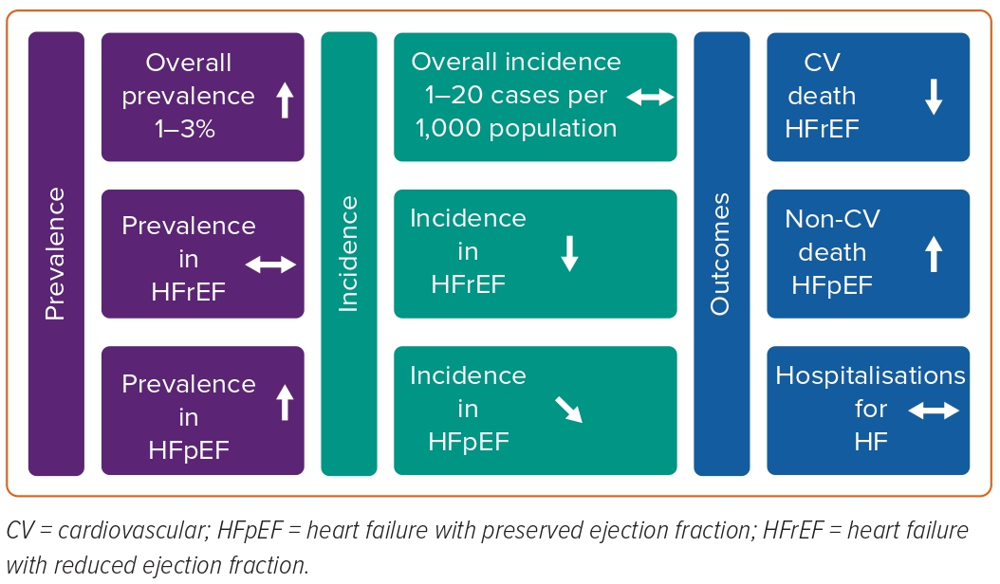 Prevalence
Overall
prevalence
1–3%
Prevalence
in
HFrEF
Prevalence
in
HFpEF
Incidence
Overall incidence
1–20 cases per
1,000 population
Incidence
in
HFrEF
Incidence
in
HFpEF
Outcomes
CV
death
HFrEF
Non-CV
death
HFpEF
Hospitalisations
for
HF
CV = cardiovascular; HFpEF = heart failure with preserved ejection fraction; HFrEF = heart failure
with reduced ejection fraction.